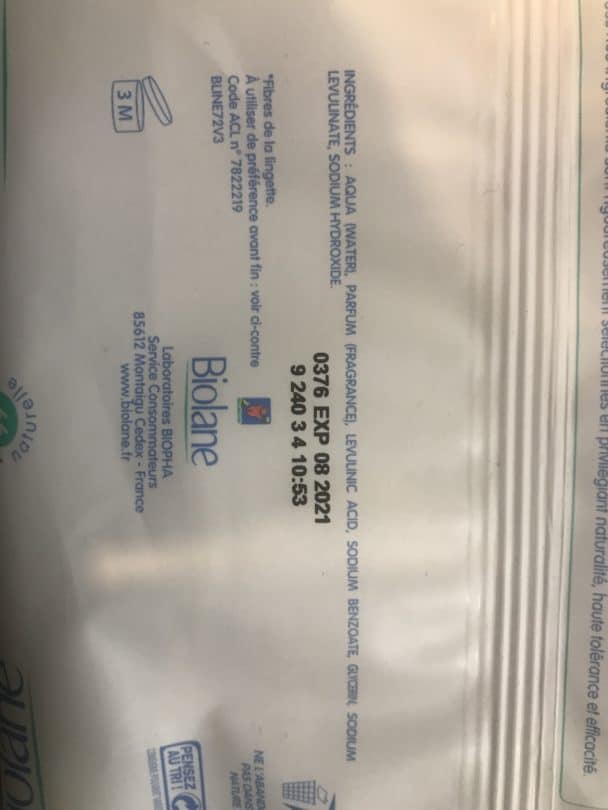 sélectionnés en privilégiant naturalité, haute tolérance et efficacité.
INGRÉDIENTS : AQUA (WATER), PARFUM (FRAGRANCE), LEVULINIC ACID, SODIUM BENZOATE, GLYCERIN, SODIUM
LEVULINATE, SODIUM HYDROXIDE.
0376 EXP 08 2021
9 240 3 4 10:53
*Fibres de la lingette.
À utiliser de préférence avant fin : voir ci-contre
Code ACL n° 7822219
BLINE72V3
Biolane
3 M
Laboratoires BIOPHA
Service Consommateurs
85612 Montaigu Cedex - France
www.biolane.fr
PENSEZ
AU TRI !